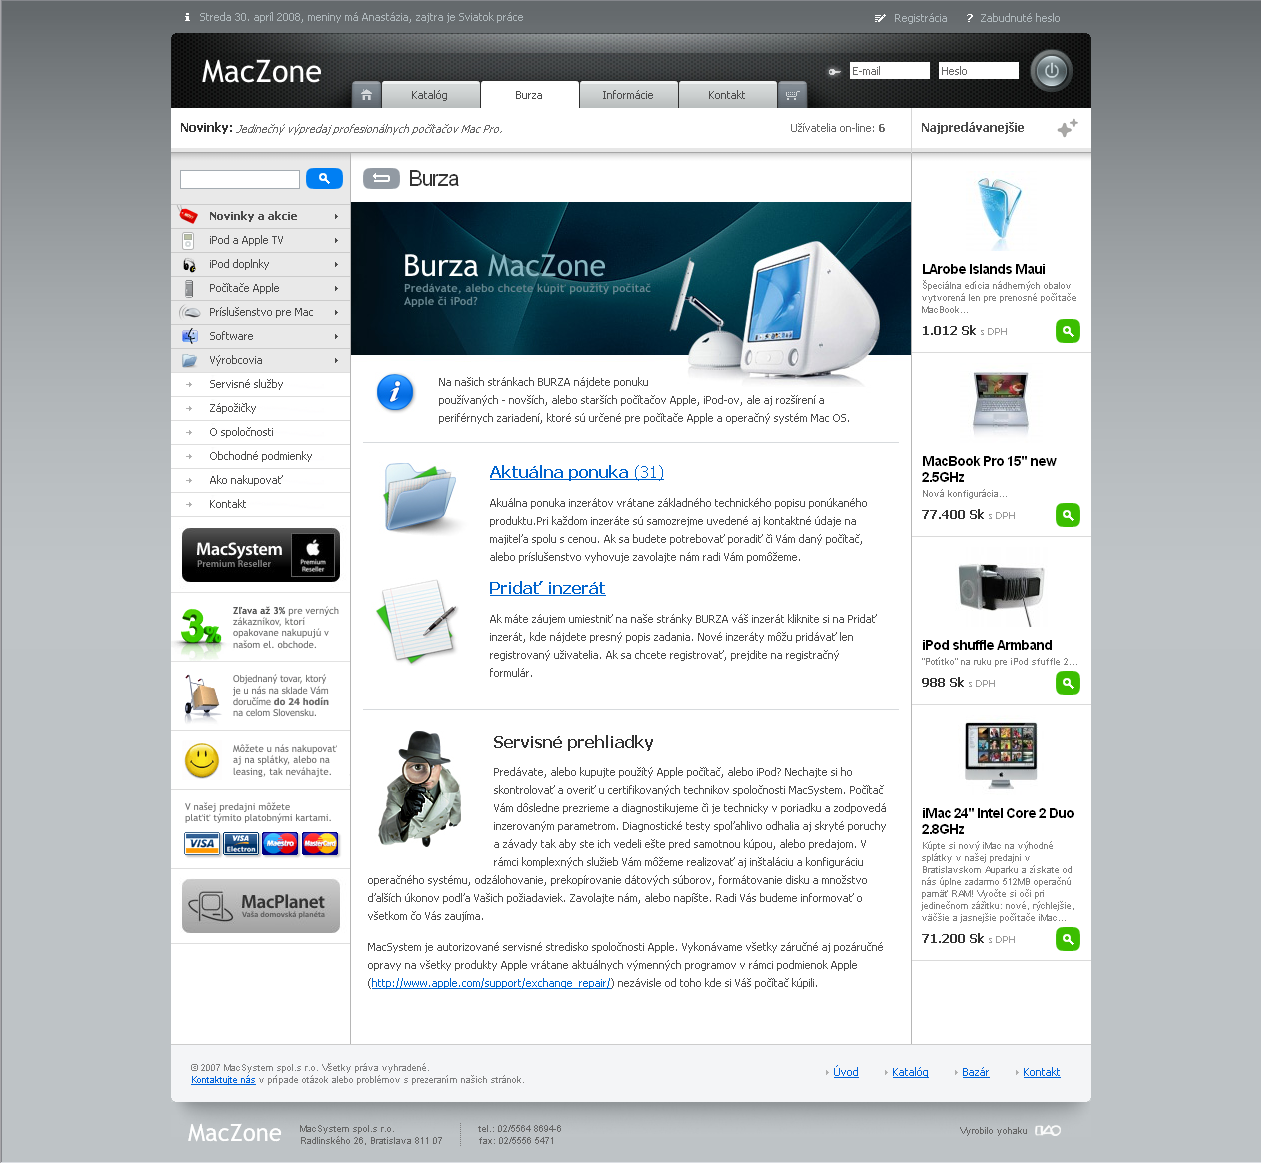 Streda 30. apríl 2008, meniny má Anastázia, zajtra je Sviatok práce
Registrácia
? Zabudnuté heslo
MacZone
E-mail
Heslo
Katalóg
Burza
Informácie
Kontakt
Novinky: Jedinečný výpredaj profesionálnych počítačov Mac Pro.
Užívatelia on-line: 6
Najpredávanejšie
Novinky a akcie
iPod a Apple TV
iPod doplnky
Počítače Apple
Príslušenstvo pre Mac
Software
Výrobcovia
Servisné služby
Zápožičky
O spoločnosti
Obchodné podmienky
Ako nakupovať
Kontakt
MacSystem
Premium Reseller
Premium
Reseller
3%
Zľava až 3% pre verných
zákazníkov, ktorí
opakovane nakupujú v
našom el. obchode.
Objednaný tovar, ktorý
je u nás na sklade Vám
doručíme do 24 hodín
na celom Slovensku.
Môžete u nás nakupovať
aj na splátky, alebo na
leasing, tak neváhajte.
V našej predajni môžete
platiť týmito platobnými kartami.
VISA
VISA
Electron
Maestro
MasterCard
MacPlanet
Vaša domovská planéta
Burza
Burza MacZone
Predávate, alebo chcete kúpiť použitý počítač
Apple či iPod?
Na našich stránkach BURZA nájdete ponuku
používaných - novších, alebo starších počítačov Apple, iPod-ov, ale aj rozšírení a
periférnych zariadení, ktoré sú určené pre počítače Apple a operačný systém Mac OS.
Aktuálna ponuka (31)
Akuálna ponuka inzerátov vrátane základného technického popisu ponúkaného
produktu.Pri každom inzeráte sú samozrejme uvedené aj kontaktné údaje na
majiteľa spolu s cenou. Ak sa budete potrebovať poradiť či Vám daný počítač,
alebo príslušenstvo vyhovuje zavolajte nám radi Vám pomôžeme.
Pridať inzerát
Ak máte záujem umiestniť na naše stránky BURZA váš inzerát kliknite si na Pridať
inzerát, kde nájdete presný popis zadania. Nové inzeráty môžu pridávať len
registrovaný uživatelia. Ak sa chcete registrovať, prejdite na registračný
formulár.
Servisné prehliadky
Predávate, alebo kupujte použítý Apple počítač, alebo iPod? Nechajte si ho
skontrolovať a overiť u certifikovaných technikov spoločnosti MacSystem. Počítač
Vám dôsledne prezrieme a diagnostikujeme či je technicky v poriadku a zodpovedá
inzerovaným parametrom. Diagnostické testy spoľahlivo odhalia aj skryté poruchy
a závady tak aby ste ich vedeli ešte pred samotnou kúpou, alebo predajom. V
rámci komplexných služieb Vám môžeme realizovať aj inštaláciu a konfiguráciu
operačného systému, odzálohovanie, prekopírovanie dátových súborov, formátovanie disku a množstvo
ďalších úkonov podľa Vašich požiadaviek. Zavolajte nám, alebo napíšte. Radi Vás budeme informovať o
všetkom čo Vás zaujíma.
MacSystem je autorizované servisné stredisko spoločnosti Apple. Vykonávame všetky záručné aj pozáručné
opravy na všetky produkty Apple vrátane aktuálnych výmenných programov v rámci podmienok Apple
(http://www.apple.com/support/exchange_repair/) nezávisle od toho kde si Váš počítač kúpili.
LArobe Islands Maui
Špeciálna edícia nádherných obalov
vytvorená len pre prenosné počítače
MacBook...
1.012 Sk s DPH
MacBook Pro 15" new
2.5GHz
Nová konfigurácia...
77.400 Sk s DPH
iPod shuffle Armband
"Potítko" na ruku pre iPod sfuffle 2...
988 Sk s DPH
iMac 24" Intel Core 2 Duo
2.8GHz
Kúpte si nový iMac na výhodné
splátky v našej predajni v
Bratislavskom Auparku a získate od
nás úplne zadarmo 512MB operačnú
pamäť RAM! Vyočte si oči pri
jedinečnom zážitku: nové, rýchlejšie,
väčšie a jasnejšie počítače iMac...
71.200 Sk s DPH
© 2007 MacSystem spol.s r.o. Všetky práva vyhradené.
Kontaktujte nás v prípade otázok alebo problémov s prezeraním našich stránok.
Úvod
Katalóg
Bazár
Kontakt
MacZone
MacSystem spol.s r.o.
Radlinského 26, Bratislava 811 07
tel.: 02/5564 8694-6
fax: 02/5556 5471
Vyrobilo yohaku